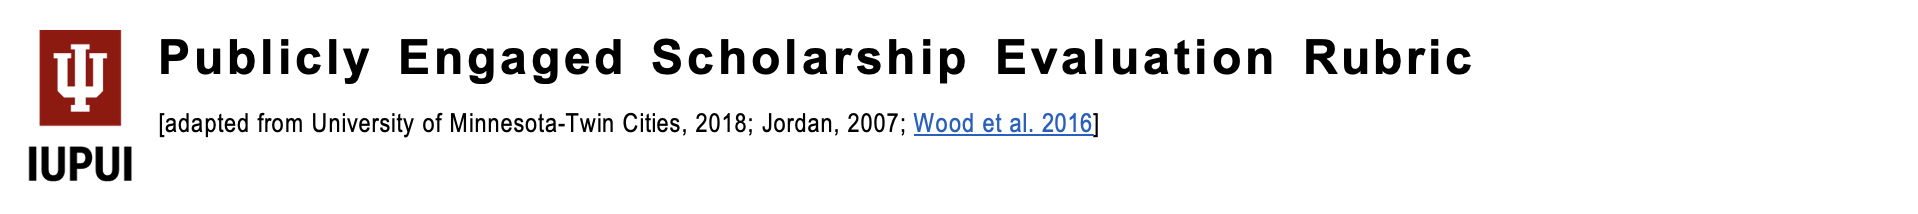 Publicly Engaged Scholarship Evaluation Rubric
[adapted from University of Minnesota-Twin Cities, 2018; Jordan, 2007; Wood et al. 2016]
IUPUI